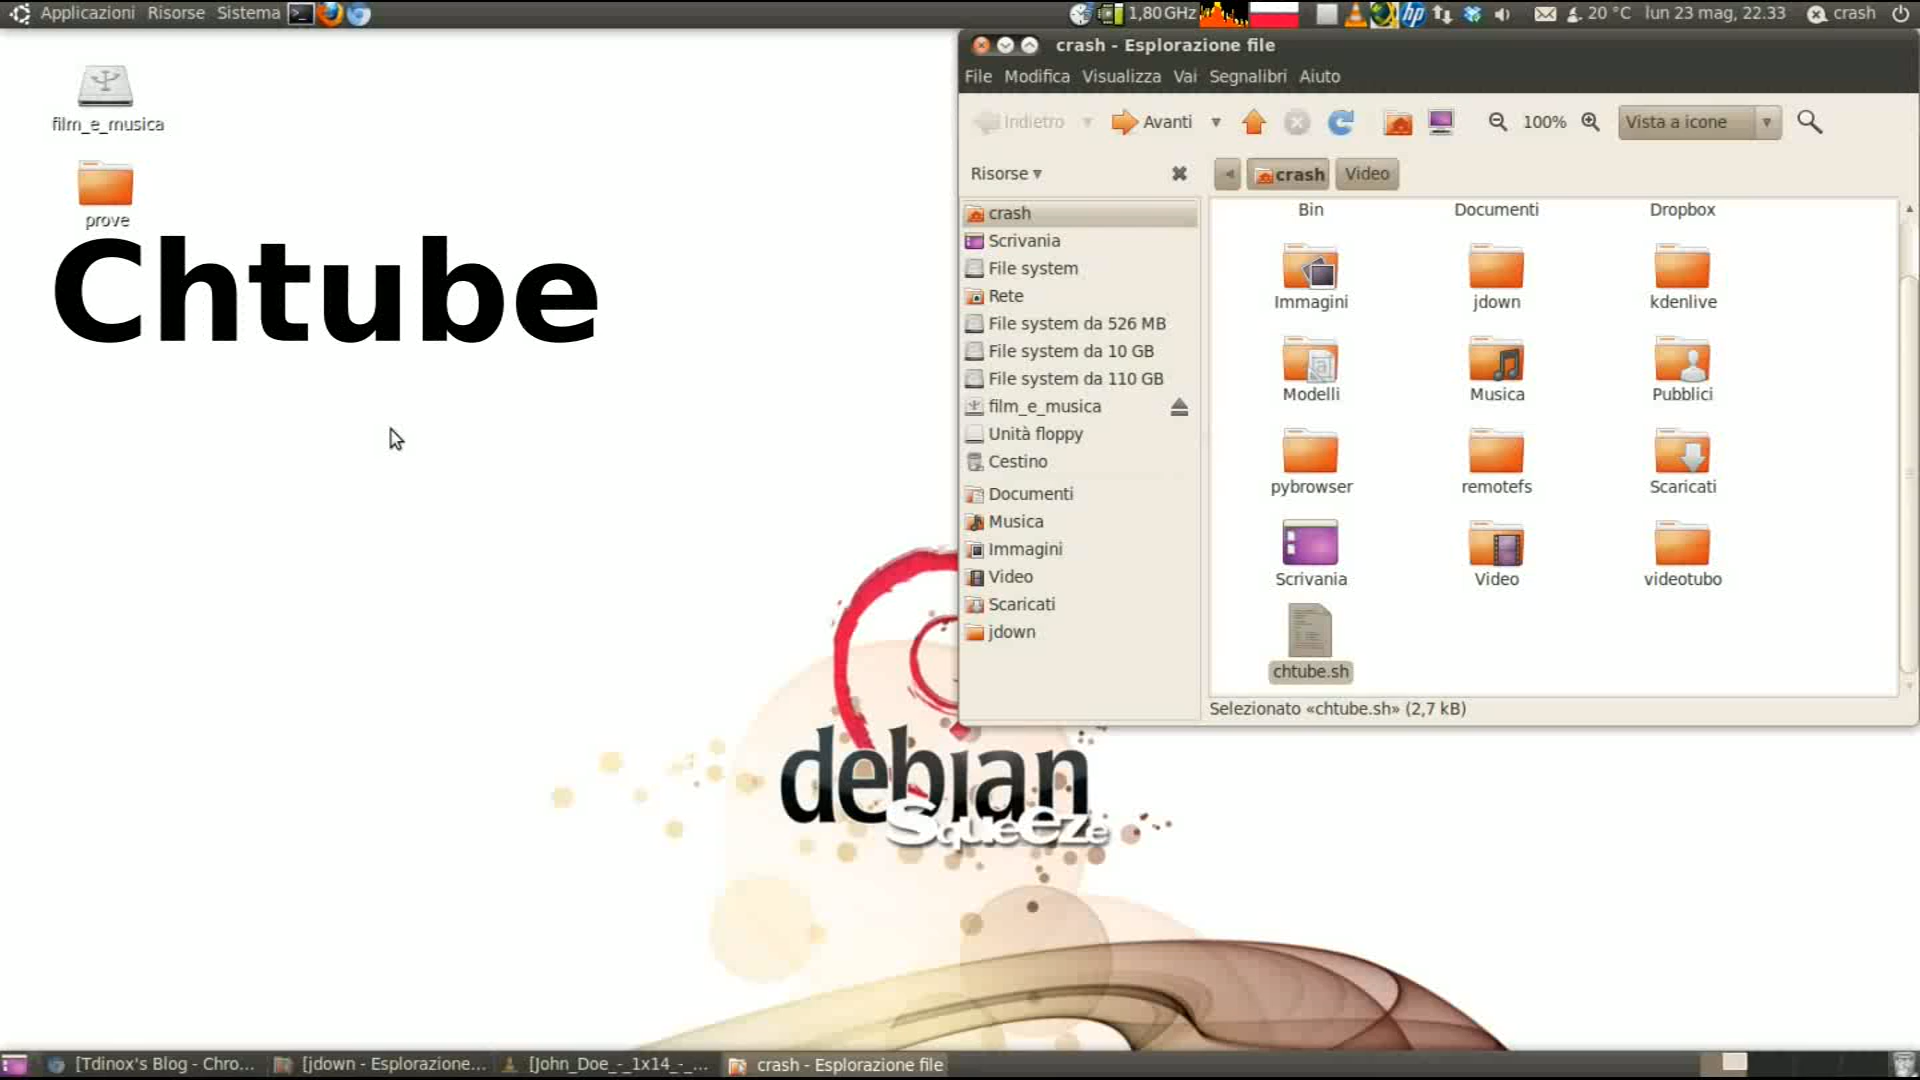 Applicazioni Risorse Sistema 1,80 GHz 20 °C lun 23 mag, 22.33 crash
film_e_musica
prove
Chtube
crash - Esplorazione file
File Modifica Visualizza Vai Segnalibri Aiuto
Indietro Avanti 100% Vista a icone
Risorse crash Video
crash
Scrivania
File system
Rete
File system da 526 MB
File system da 10 GB
File system da 110 GB
film_e_musica
Unità floppy
Cestino
Documenti
Musica
Immagini
Video
Scaricati
jdown
Bin Documenti Dropbox
Immagini jdown kdenlive
Modelli Musica Pubblici
pybrowser remotefs Scaricati
Scrivania Video videotubo
chtube.sh
Selezionato «chtube.sh» (2,7 kB)
debian
Squeeze
[Tdinox's Blog - Chro... [jdown - Esplorazione... [John_Doe_-_1x14_-_... crash - Esplorazione file